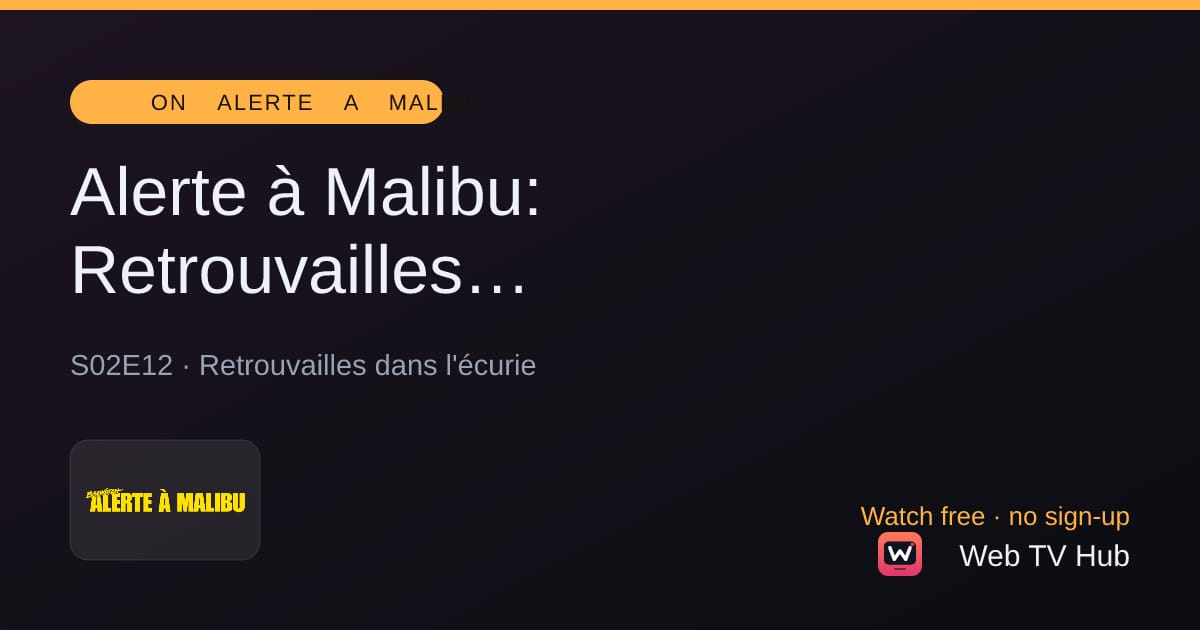 ON ALERTE A MALIBU
Alerte à Malibu:
Retrouvailles…
S02E12 · Retrouvailles dans l'écurie
ALERTE À MALIBU
Watch free · no sign-up
W
Web TV Hub